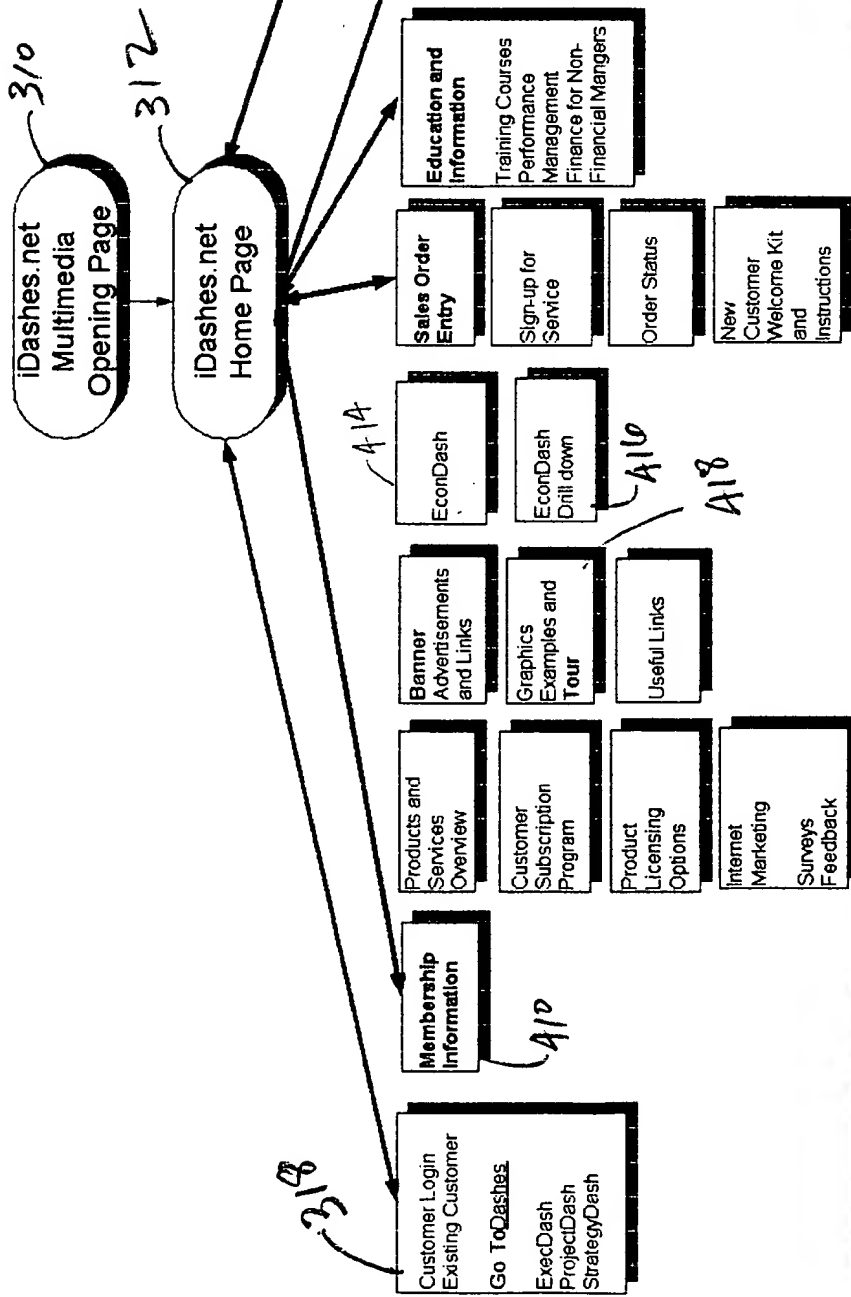 310
iDashes.net
Multimedia
Opening Page
312
iDashes.net
Home Page
318
Customer Login
Existing Customer
Go ToDashes
ExecDash
ProjectDash
StrategyDash
Membership
Information
410
Products and
Services
Overview
Customer
Subscription
Program
Product
Licensing
Options
Internet
Marketing
Surveys
Feedback
Banner
Advertisements
and Links
Graphics
Examples and
Tour
418
Useful Links
414
EconDash
EconDash
Drill down
416
Sales Order
Entry
Sign-up for
Service
Order Status
New
Customer
Welcome Kit
and
Instructions
Education and
Information
Training Courses
Performance
Management
Finance for Non-
Financial Mangers